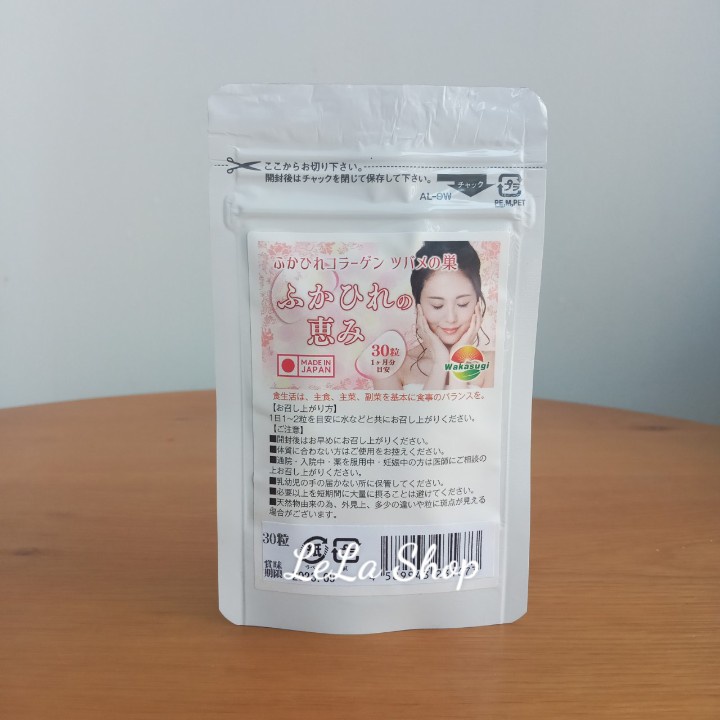 ここからお切り下さい。
開封後はチャックを閉じて保存して下さい。
チャック
AL-9W
プラ
PE,M,PET
ふかひれコラーゲン ツバメの巣
ふかひれの
恵み
30粒
1ヶ月分
目安
MADE IN
JAPAN
Wakasugi
食生活は、主食、主菜、副菜を基本に食事のバランスを。
【お召し上がり方】
1日1~2粒を目安に水などと共にお召し上がりください。
【ご注意】
■開封後はお早めにお召し上がりください。
■体質に合わない方はご使用をお控えください。
■通院・入院中・薬を服用中・妊娠中の方は医師にご相談の
上お召し上がりください。
■乳幼児の手の届かない所に保管してください。
■必要以上を短期間に大量に摂ることは避けてください。
■天然物由来の為、外見上、多少の違いや粒に斑点が見える
場合がございます。
30粒
賞味
期限
LeLa Shop